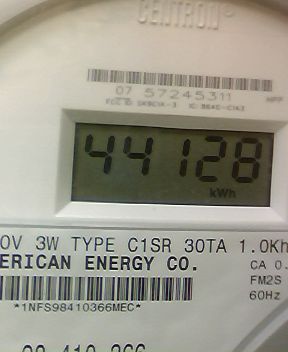 CENTRON®
07 57245311
44128
kWh
0V 3W TYPE C1SR 30TA 1.0Kh
ERICAN ENERGY CO.
CA 0.
FM2S
60Hz
*1NFS98410366MEC*